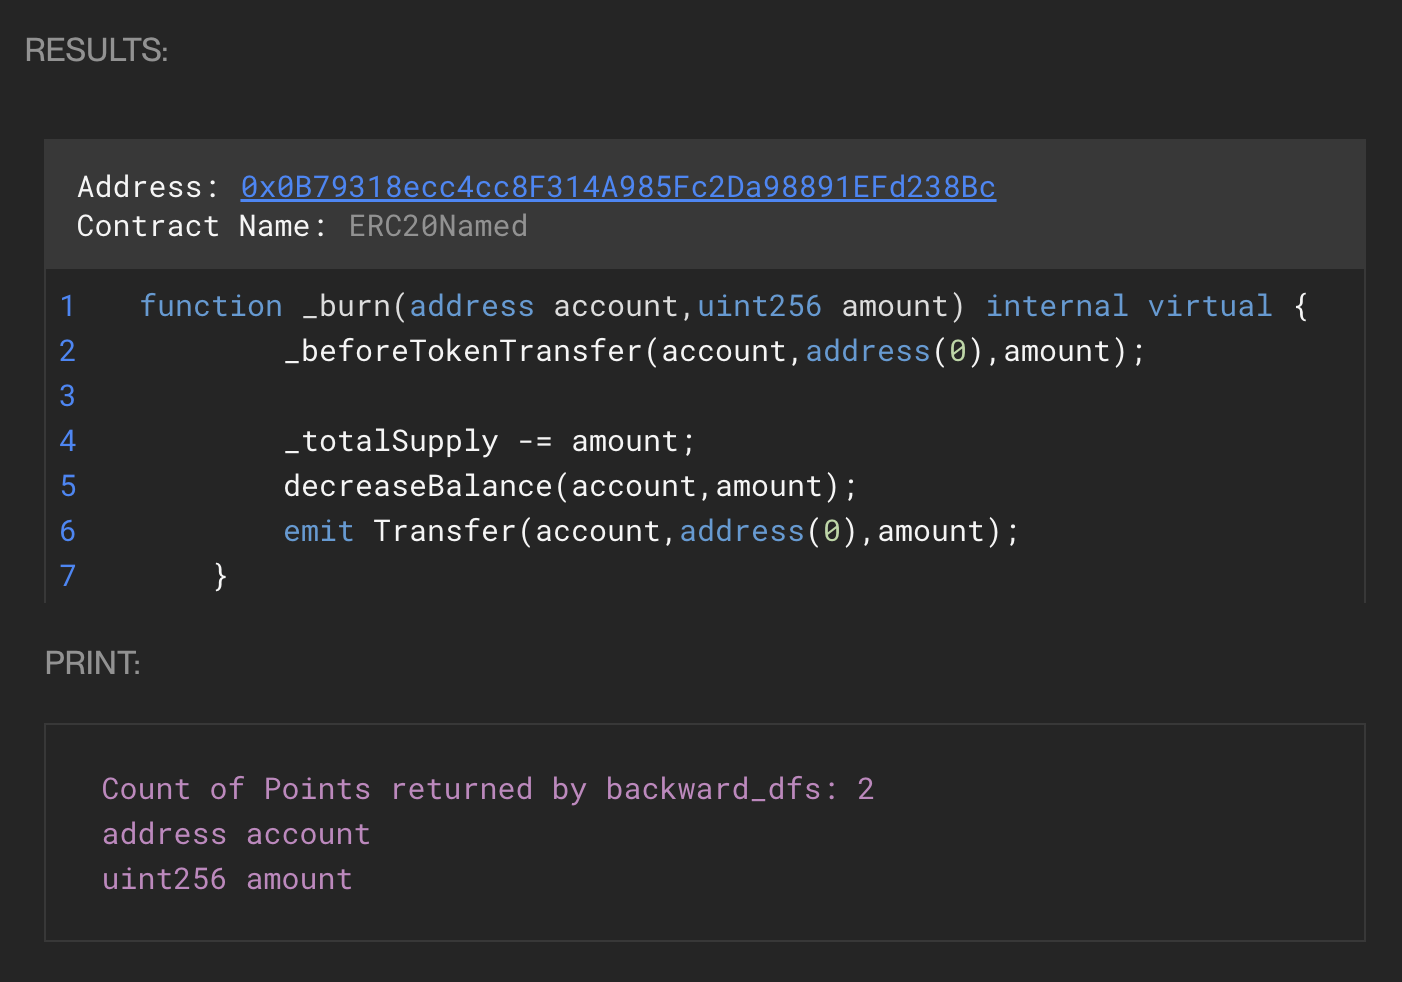 RESULTS:
Address: 0x0B79318ecc4cc8F314A985Fc2Da98891EFd238Bc
Contract Name: ERC20Named
1 function _burn(address account,uint256 amount) internal virtual {
2 _beforeTokenTransfer(account,address(0),amount);
3
4 _totalSupply -= amount;
5 decreaseBalance(account,amount);
6 emit Transfer(account,address(0),amount);
7 }
PRINT:
Count of Points returned by backward_dfs: 2
address account
uint256 amount